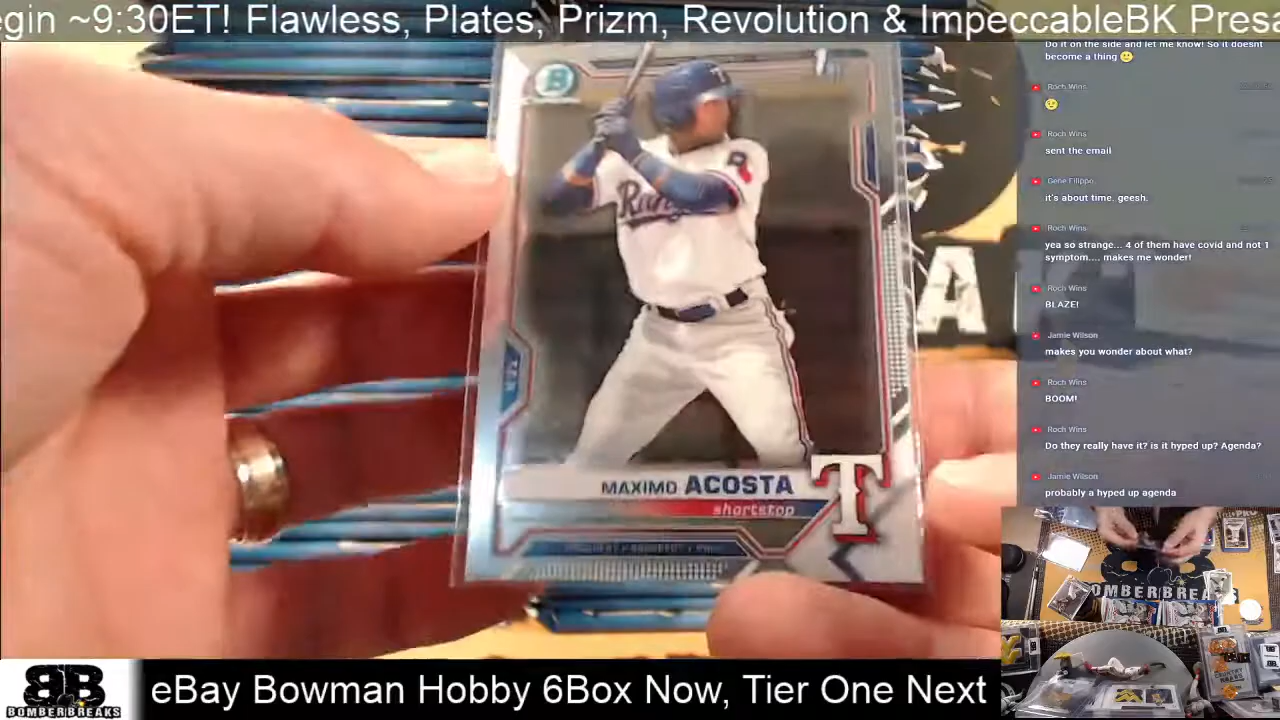 egin ~9:30ET! Flawless, Plates, Prizm, Revolution & ImpeccableBK Presa
Do it on the side and let me know! So it doesnt
become a thing 🙂
Roch Wins
Roch Wins
sent the email
Gene Filippo
it's about time. geesh.
Roch Wins
yea so strange... 4 of them have covid and not 1
symptom.... makes me wonder!
Roch Wins
BLAZE!
Jamie Wilson
makes you wonder about what?
Roch Wins
BOOM!
Roch Wins
Do they really have it? is it hyped up? Agenda?
Jamie Wilson
probably a hyped up agenda
B
1st
Rang
MAXIMO ACOSTA
shortstop
T
A
OMBERBREAKS
BB
BOMBERBREAKS
eBay Bowman Hobby 6Box Now, Tier One Next